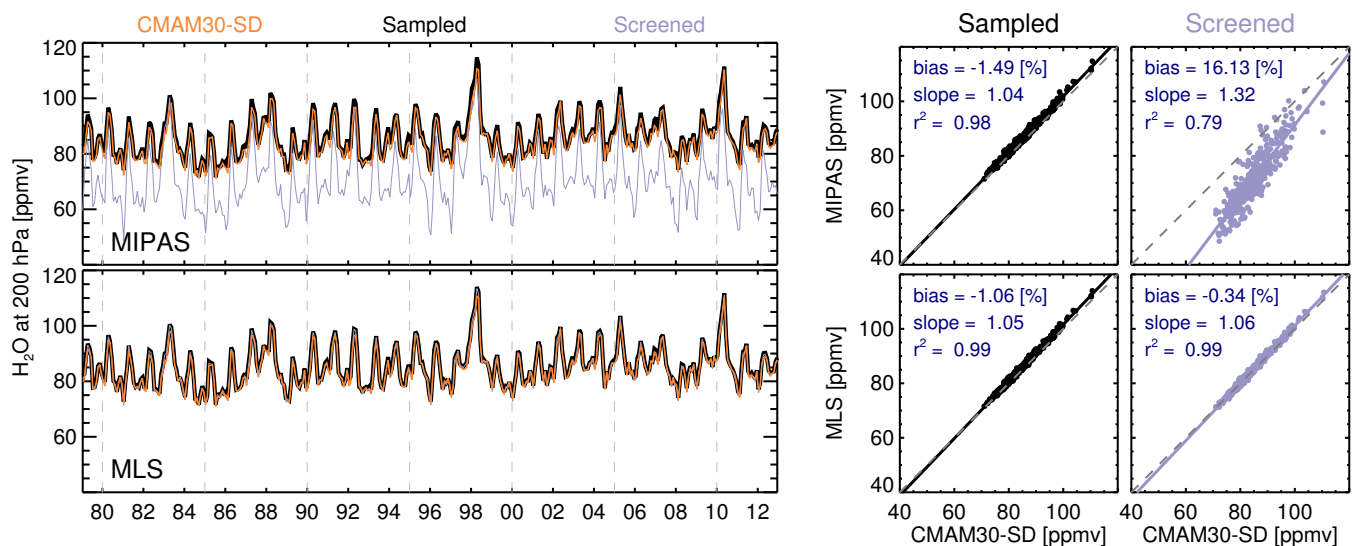 CMAM30-SD Sampled Screened
H₂O at 200 hPa [ppmv]
120
100
80
60
MIPAS
120
100
80
60
MLS
80 82 84 86 88 90 92 94 96 98 00 02 04 06 08 10 12
Sampled Screened
MIPAS [ppmv]
100
80
60
40
bias = -1.49 [%]
slope = 1.04
r² = 0.98
bias = 16.13 [%]
slope = 1.32
r² = 0.79
MLS [ppmv]
100
80
60
40
bias = -1.06 [%]
slope = 1.05
r² = 0.99
bias = -0.34 [%]
slope = 1.06
r² = 0.99
40 60 80 100 40 60 80 100
CMAM30-SD [ppmv] CMAM30-SD [ppmv]